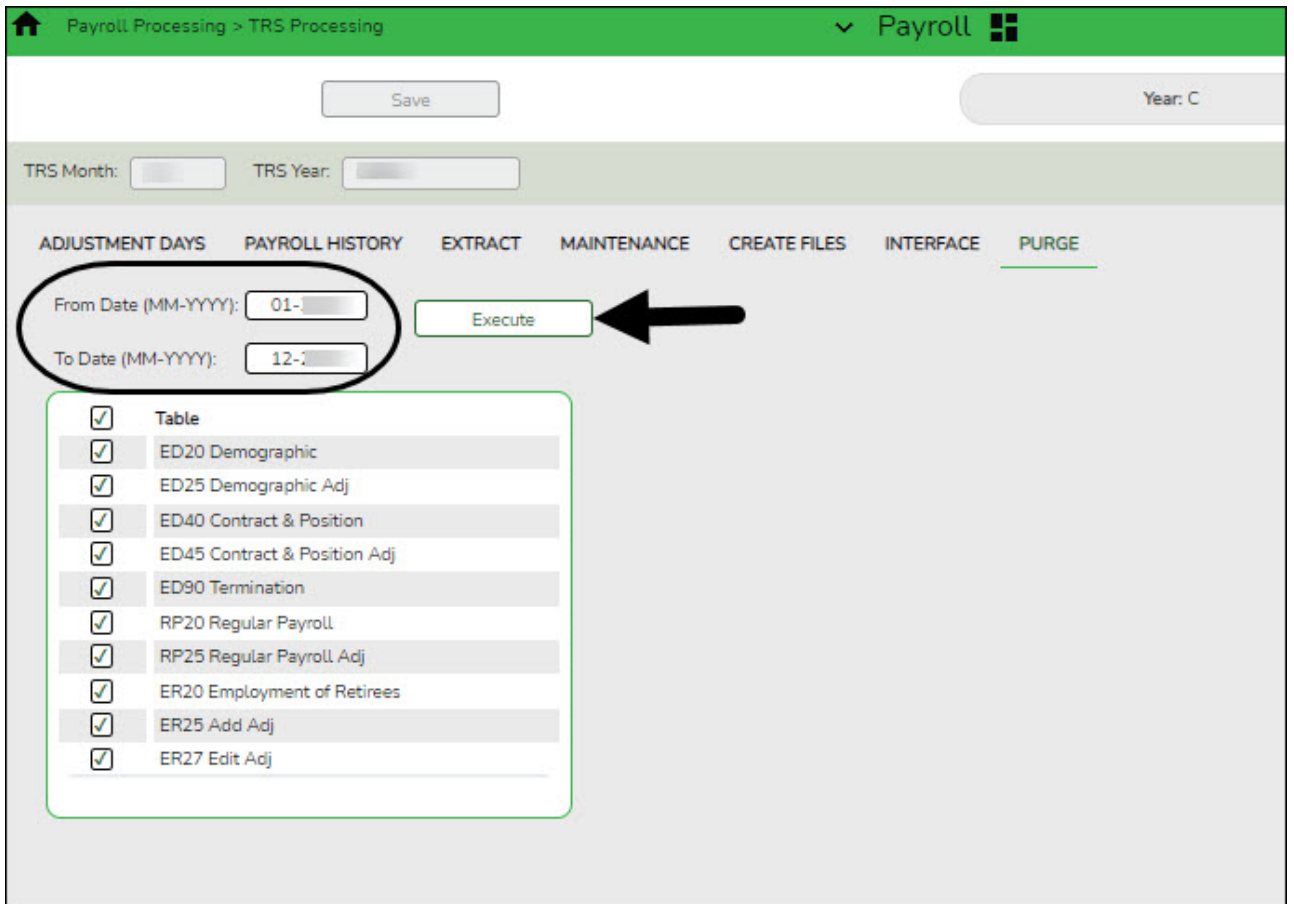 Payroll Processing > TRS Processing
Payroll
Save
Year: C
TRS Month:
TRS Year:
ADJUSTMENT DAYS PAYROLL HISTORY EXTRACT MAINTENANCE CREATE FILES INTERFACE PURGE
From Date (MM-YYYY): 01-
Execute
To Date (MM-YYYY): 12-
Table
ED20 Demographic
ED25 Demographic Adj
ED40 Contract & Position
ED45 Contract & Position Adj
ED90 Termination
RP20 Regular Payroll
RP25 Regular Payroll Adj
ER20 Employment of Retirees
ER25 Add Adj
ER27 Edit Adj